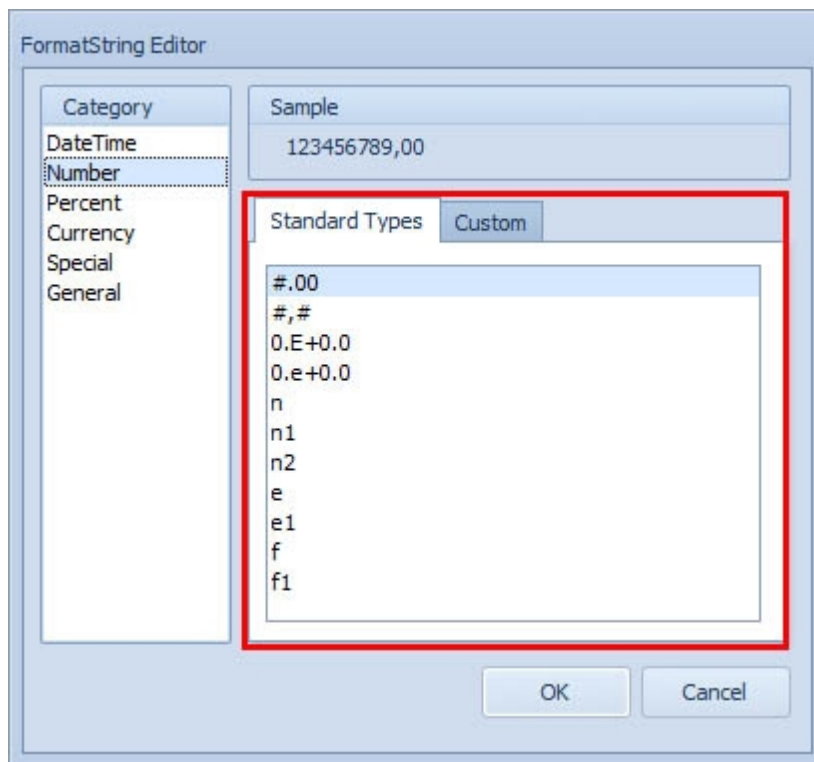 FormatString Editor
Category
DateTime
Number
Percent
Currency
Special
General
Sample
123456789,00
Standard Types
Custom
#.00
#,#
0.E+0.0
0.e+0.0
n
n1
n2
e
e1
f
f1
OK
Cancel